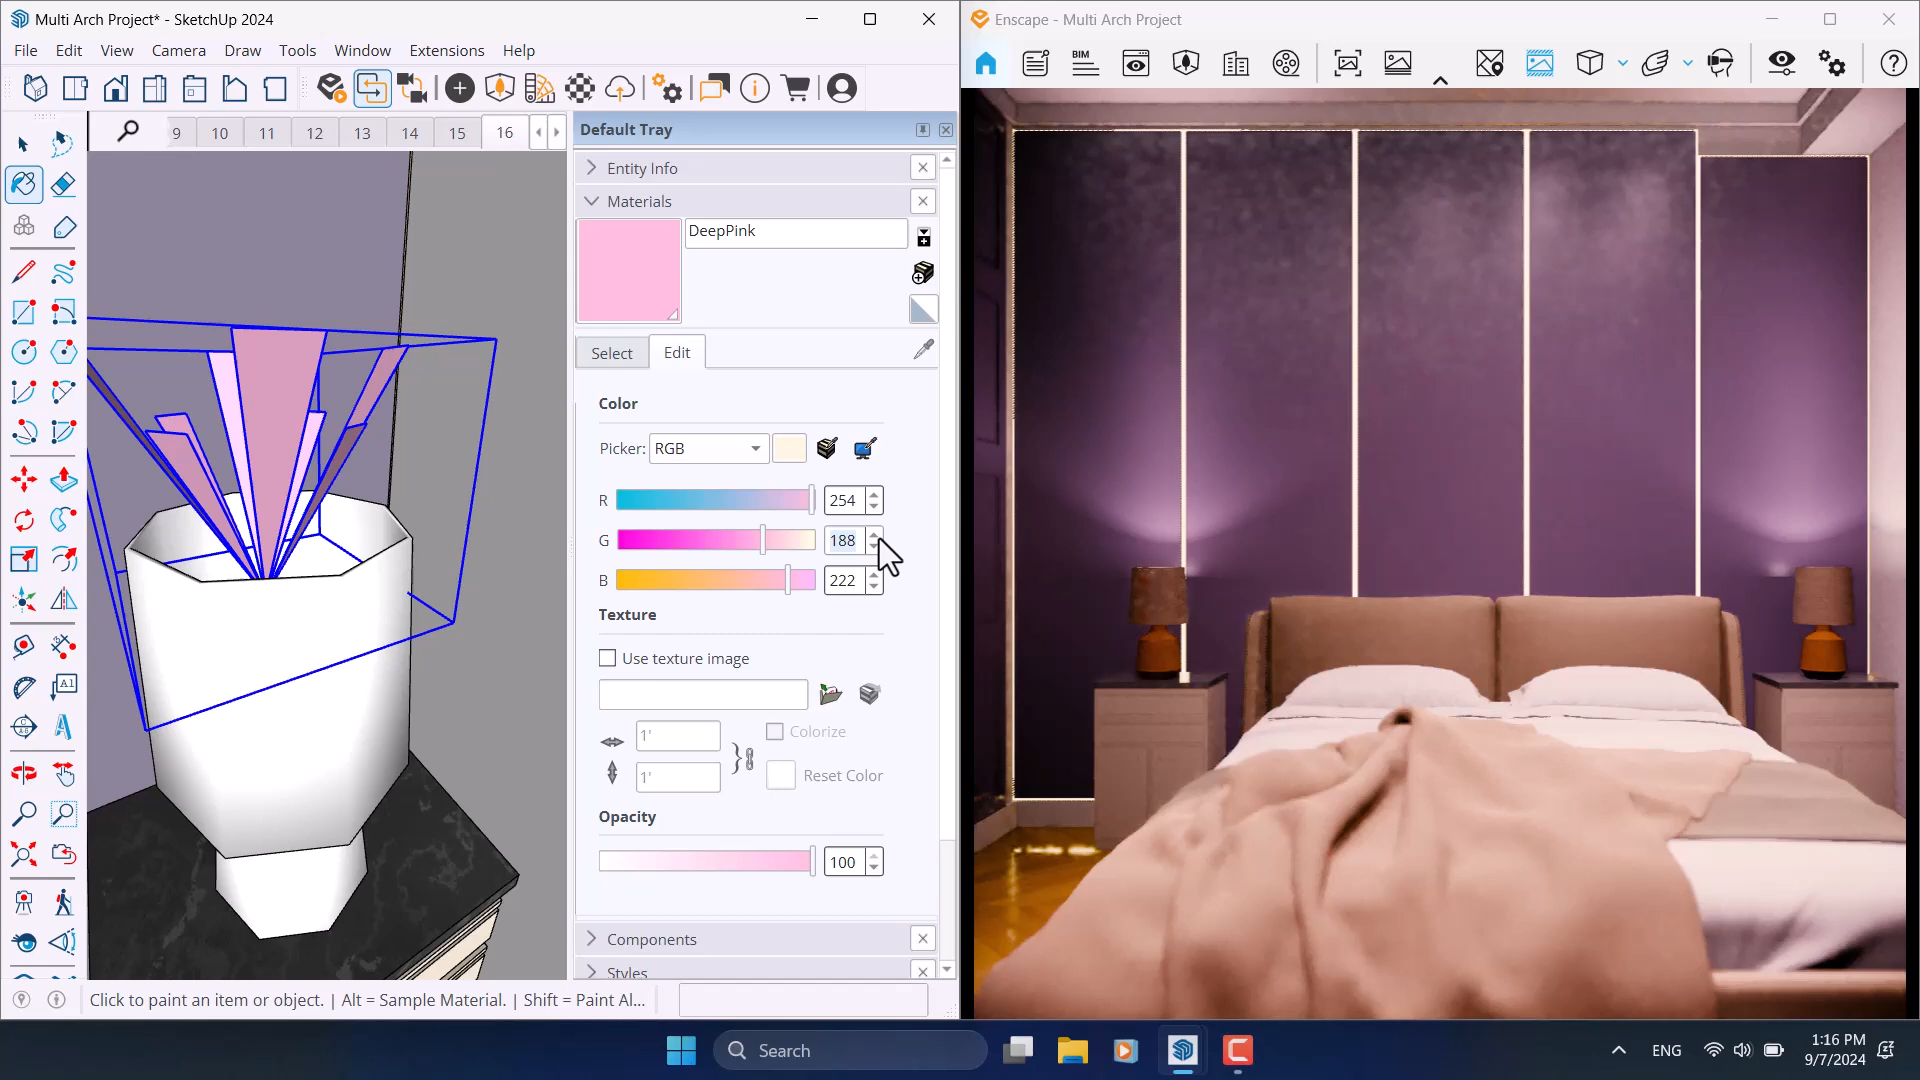 Multi Arch Project* - SketchUp 2024
File Edit View Camera Draw Tools Window Extensions Help
9 10 11 12 13 14 15 16
A1
Default Tray
Entity Info
Materials
DeepPink
Select Edit
Color
Picker: RGB
R 254
G 188
B 222
Texture
Use texture image
1' Colorize
1' Reset Color
Opacity
100
Components
Styles
Click to paint an item or object. | Alt = Sample Material. | Shift = Paint Al...
Enscape - Multi Arch Project
BIM
Search
ENG
1:16 PM
9/7/2024